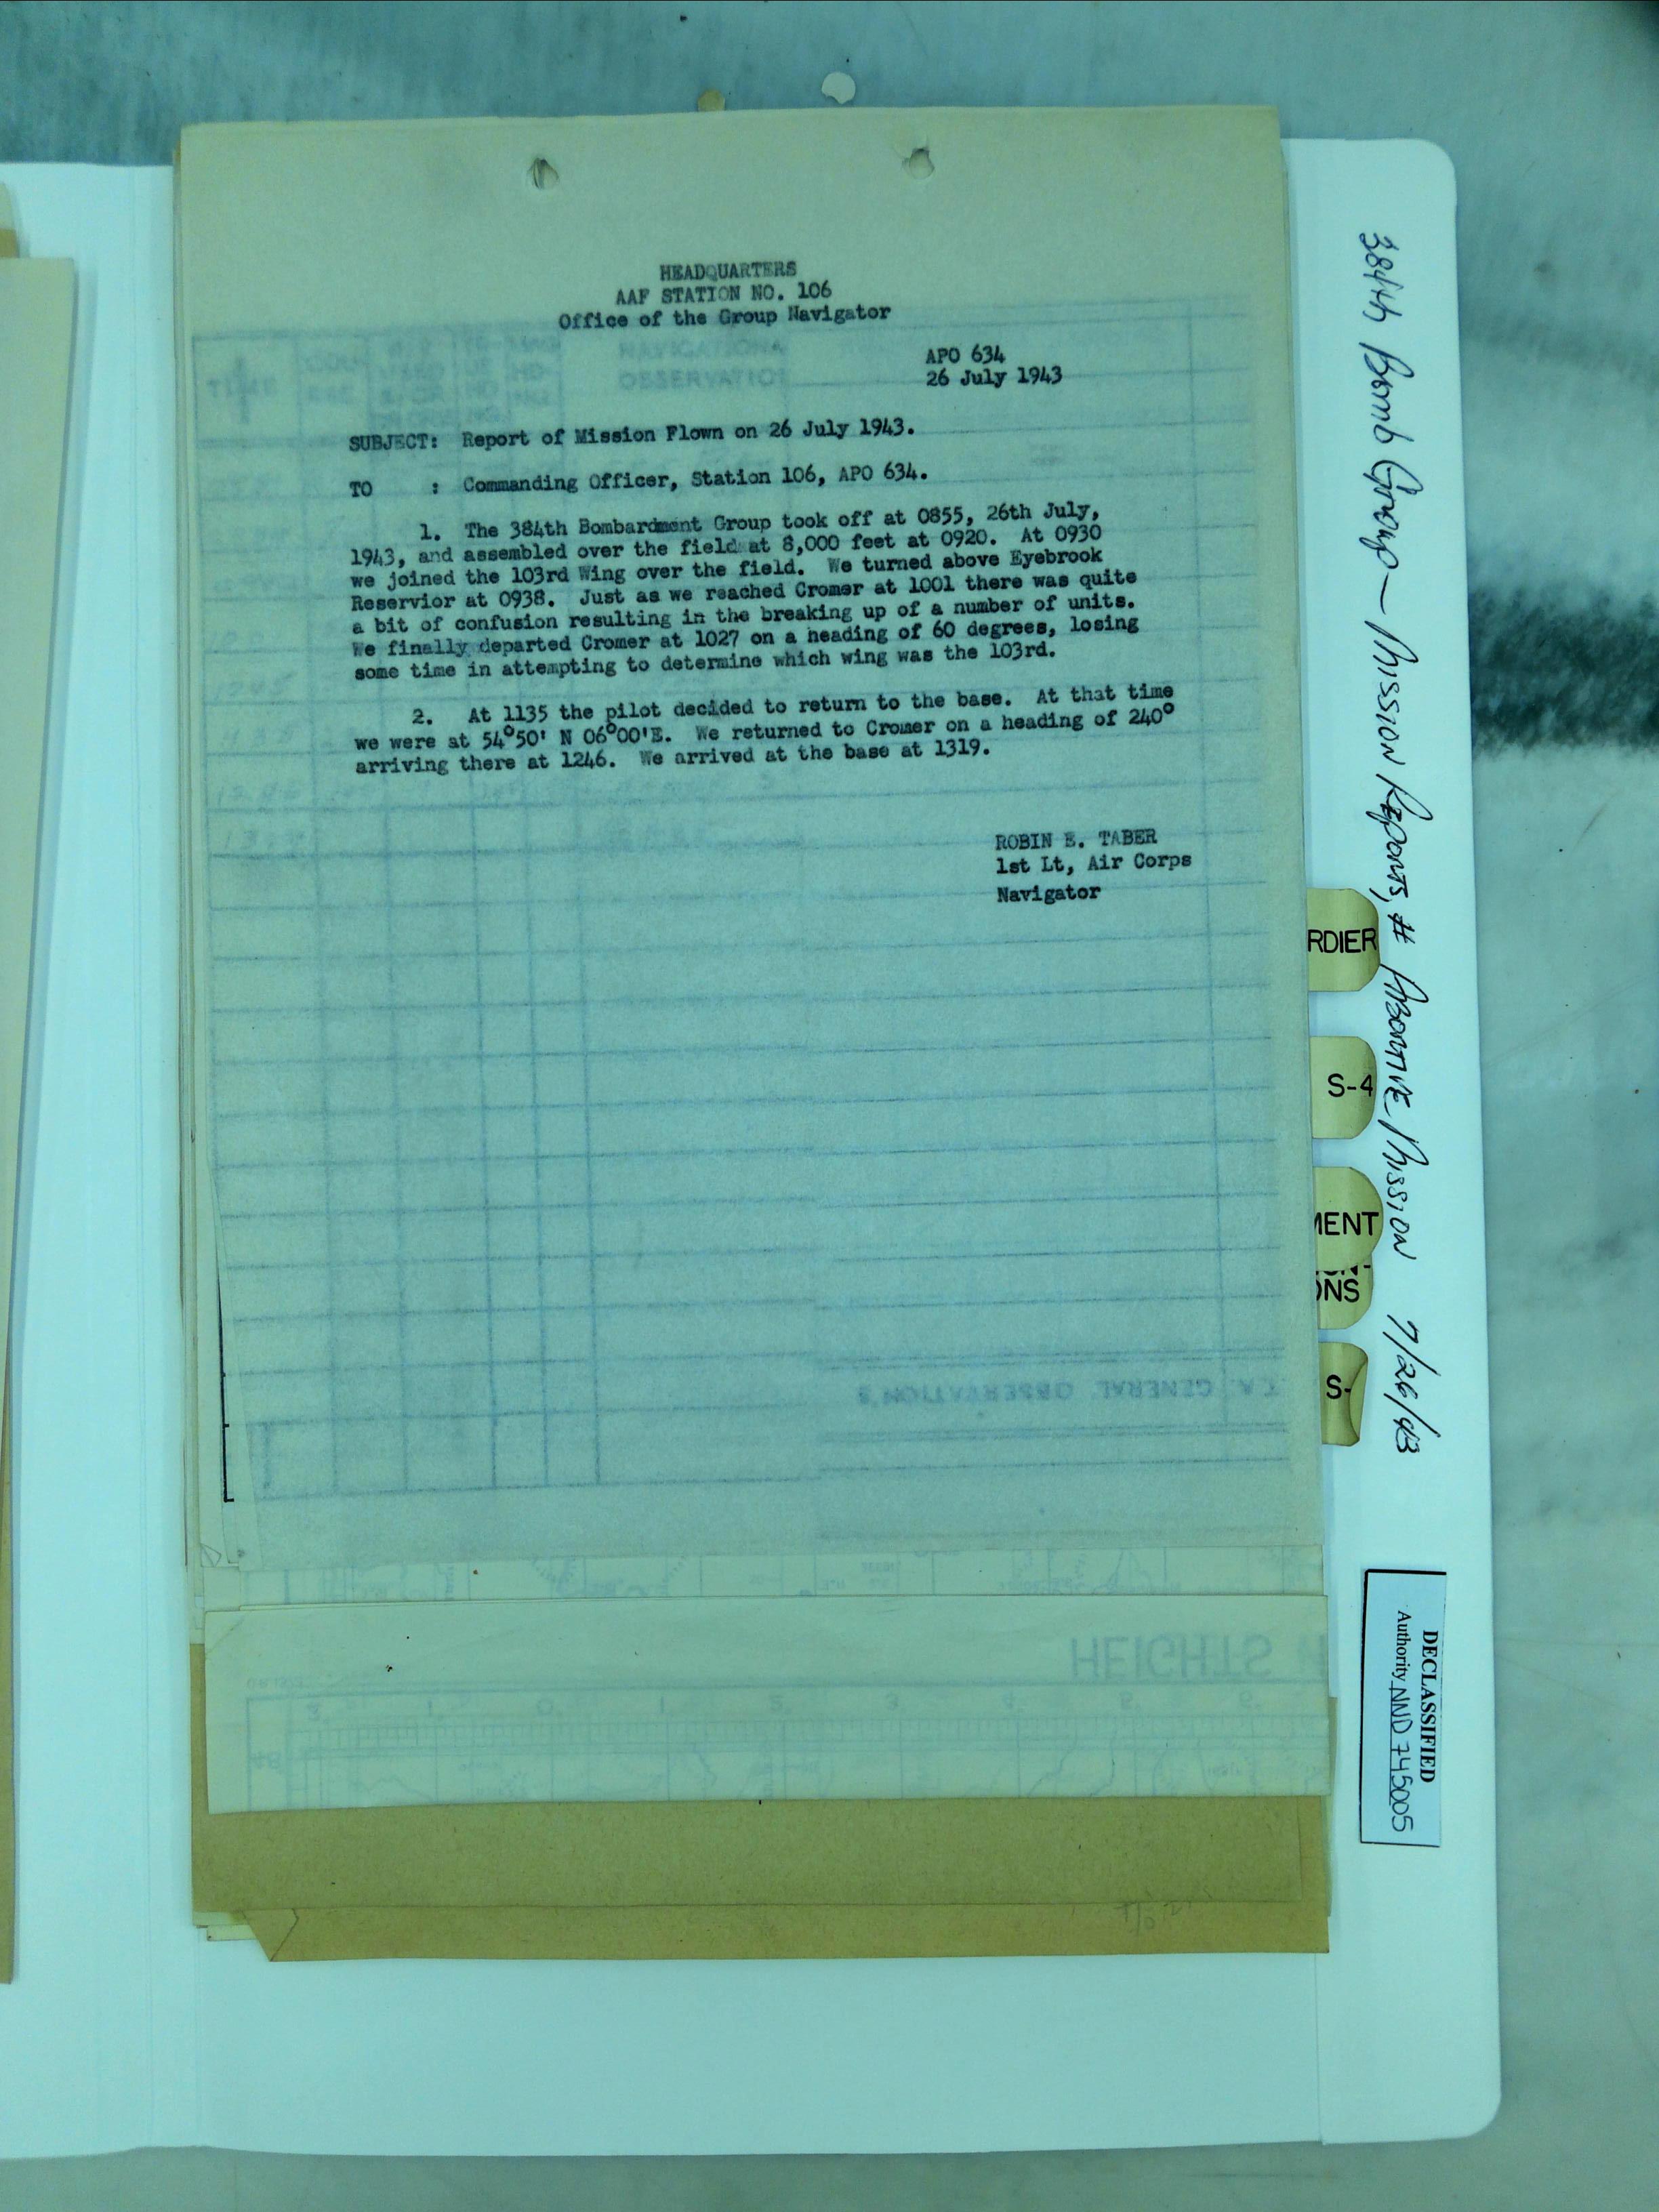 HEADQUARTERS
AAF STATION NO. 106
Office of the Group Navigator
APO 634
26 July 1943
SUBJECT: Report of Mission Flown on 26 July 1943.
TO : Commanding Officer, Station 106, APO 634.
1. The 384th Bombardment Group took off at 0855, 26th July,
1943, and assembled over the field at 8,000 feet at 0920. At 0930
we joined the 103rd Wing over the field. We turned above Eyebrook
Reservior at 0938. Just as we reached Cromer at 1001 there was quite
a bit of confusion resulting in the breaking up of a number of units.
We finally departed Cromer at 1027 on a heading of 60 degrees, losing
some time in attempting to determine which wing was the 103rd.
2. At 1135 the pilot decided to return to the base. At that time
we were at 54°50' N 06°00'E. We returned to Cromer on a heading of 240°
arriving there at 1246. We arrived at the base at 1319.
ROBIN E. TABER
1st Lt, Air Corps
Navigator
TIME
NAVIGATIONA
OBSERVATIO
GENERAL OBSERVATION'S
HEIGHTS
RDIER
S-4
MENT
ONS
S-
384th Bomb Group - Mission Reports, # Abortive Mission 7/26/43
DECLASSIFIED
Authority NND 745005